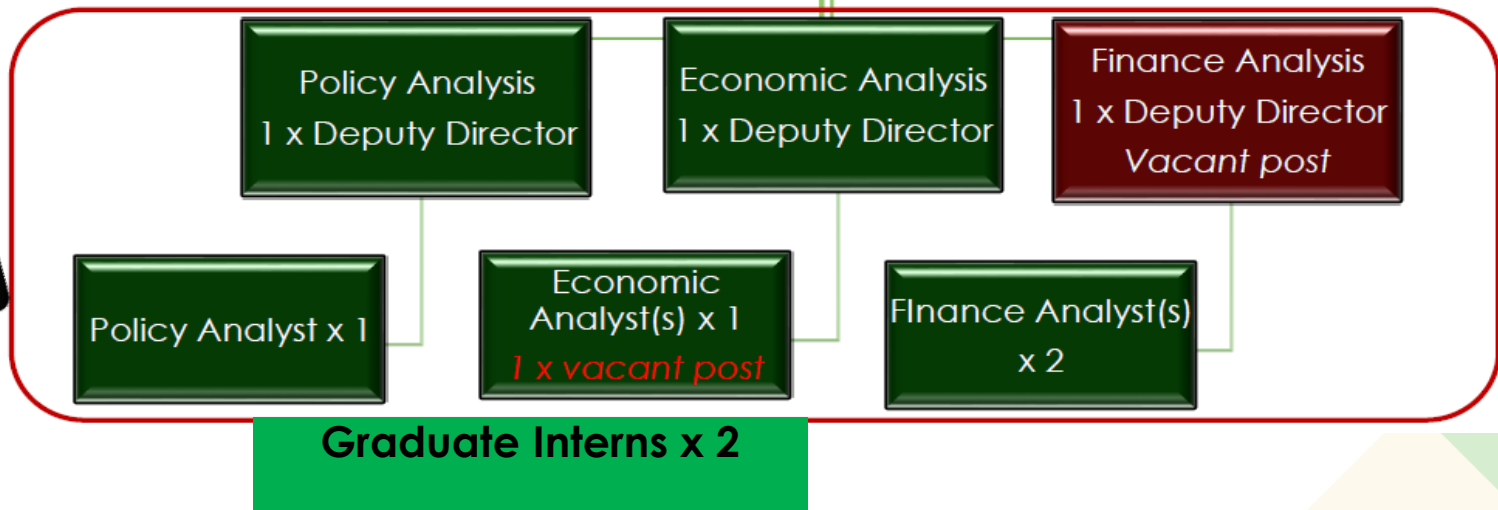 Policy Analysis
1 x Deputy Director
Economic Analysis
1 x Deputy Director
Finance Analysis
1 x Deputy Director
Vacant post
Policy Analyst x 1
Economic
Analyst(s) x 1
1 x vacant post
FInance Analyst(s)
x 2
Graduate Interns x 2